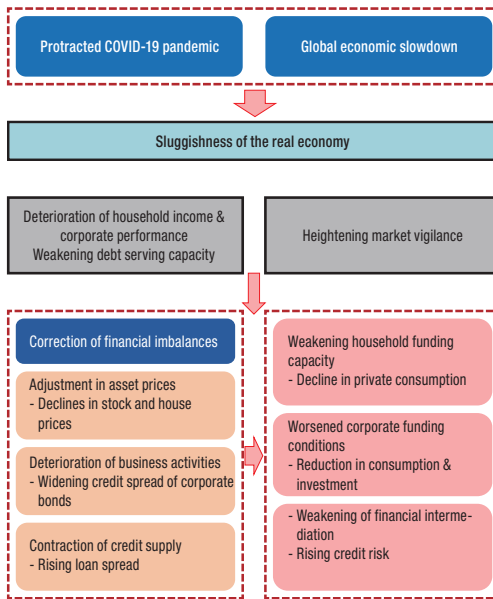 Protracted COVID-19 pandemic
Global economic slowdown
Sluggishness of the real economy
Deterioration of household income &
corporate performance
Weakening debt serving capacity
Heightening market vigilance
Correction of financial imbalances
Adjustment in asset prices
- Declines in stock and house
prices
Deterioration of business activities
- Widening credit spread of corporate
bonds
Contraction of credit supply
- Rising loan spread
Weakening household funding
capacity
- Decline in private consumption
Worsened corporate funding
conditions
- Reduction in consumption &
investment
- Weakening of financial interme-
diation
- Rising credit risk